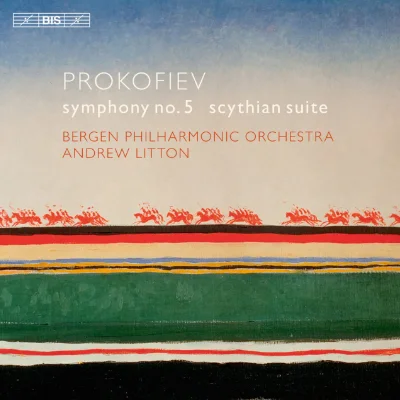 BIS
PROKOFIEV
symphony no. 5 scythian suite
BERGEN PHILHARMONIC ORCHESTRA
ANDREW LITTON